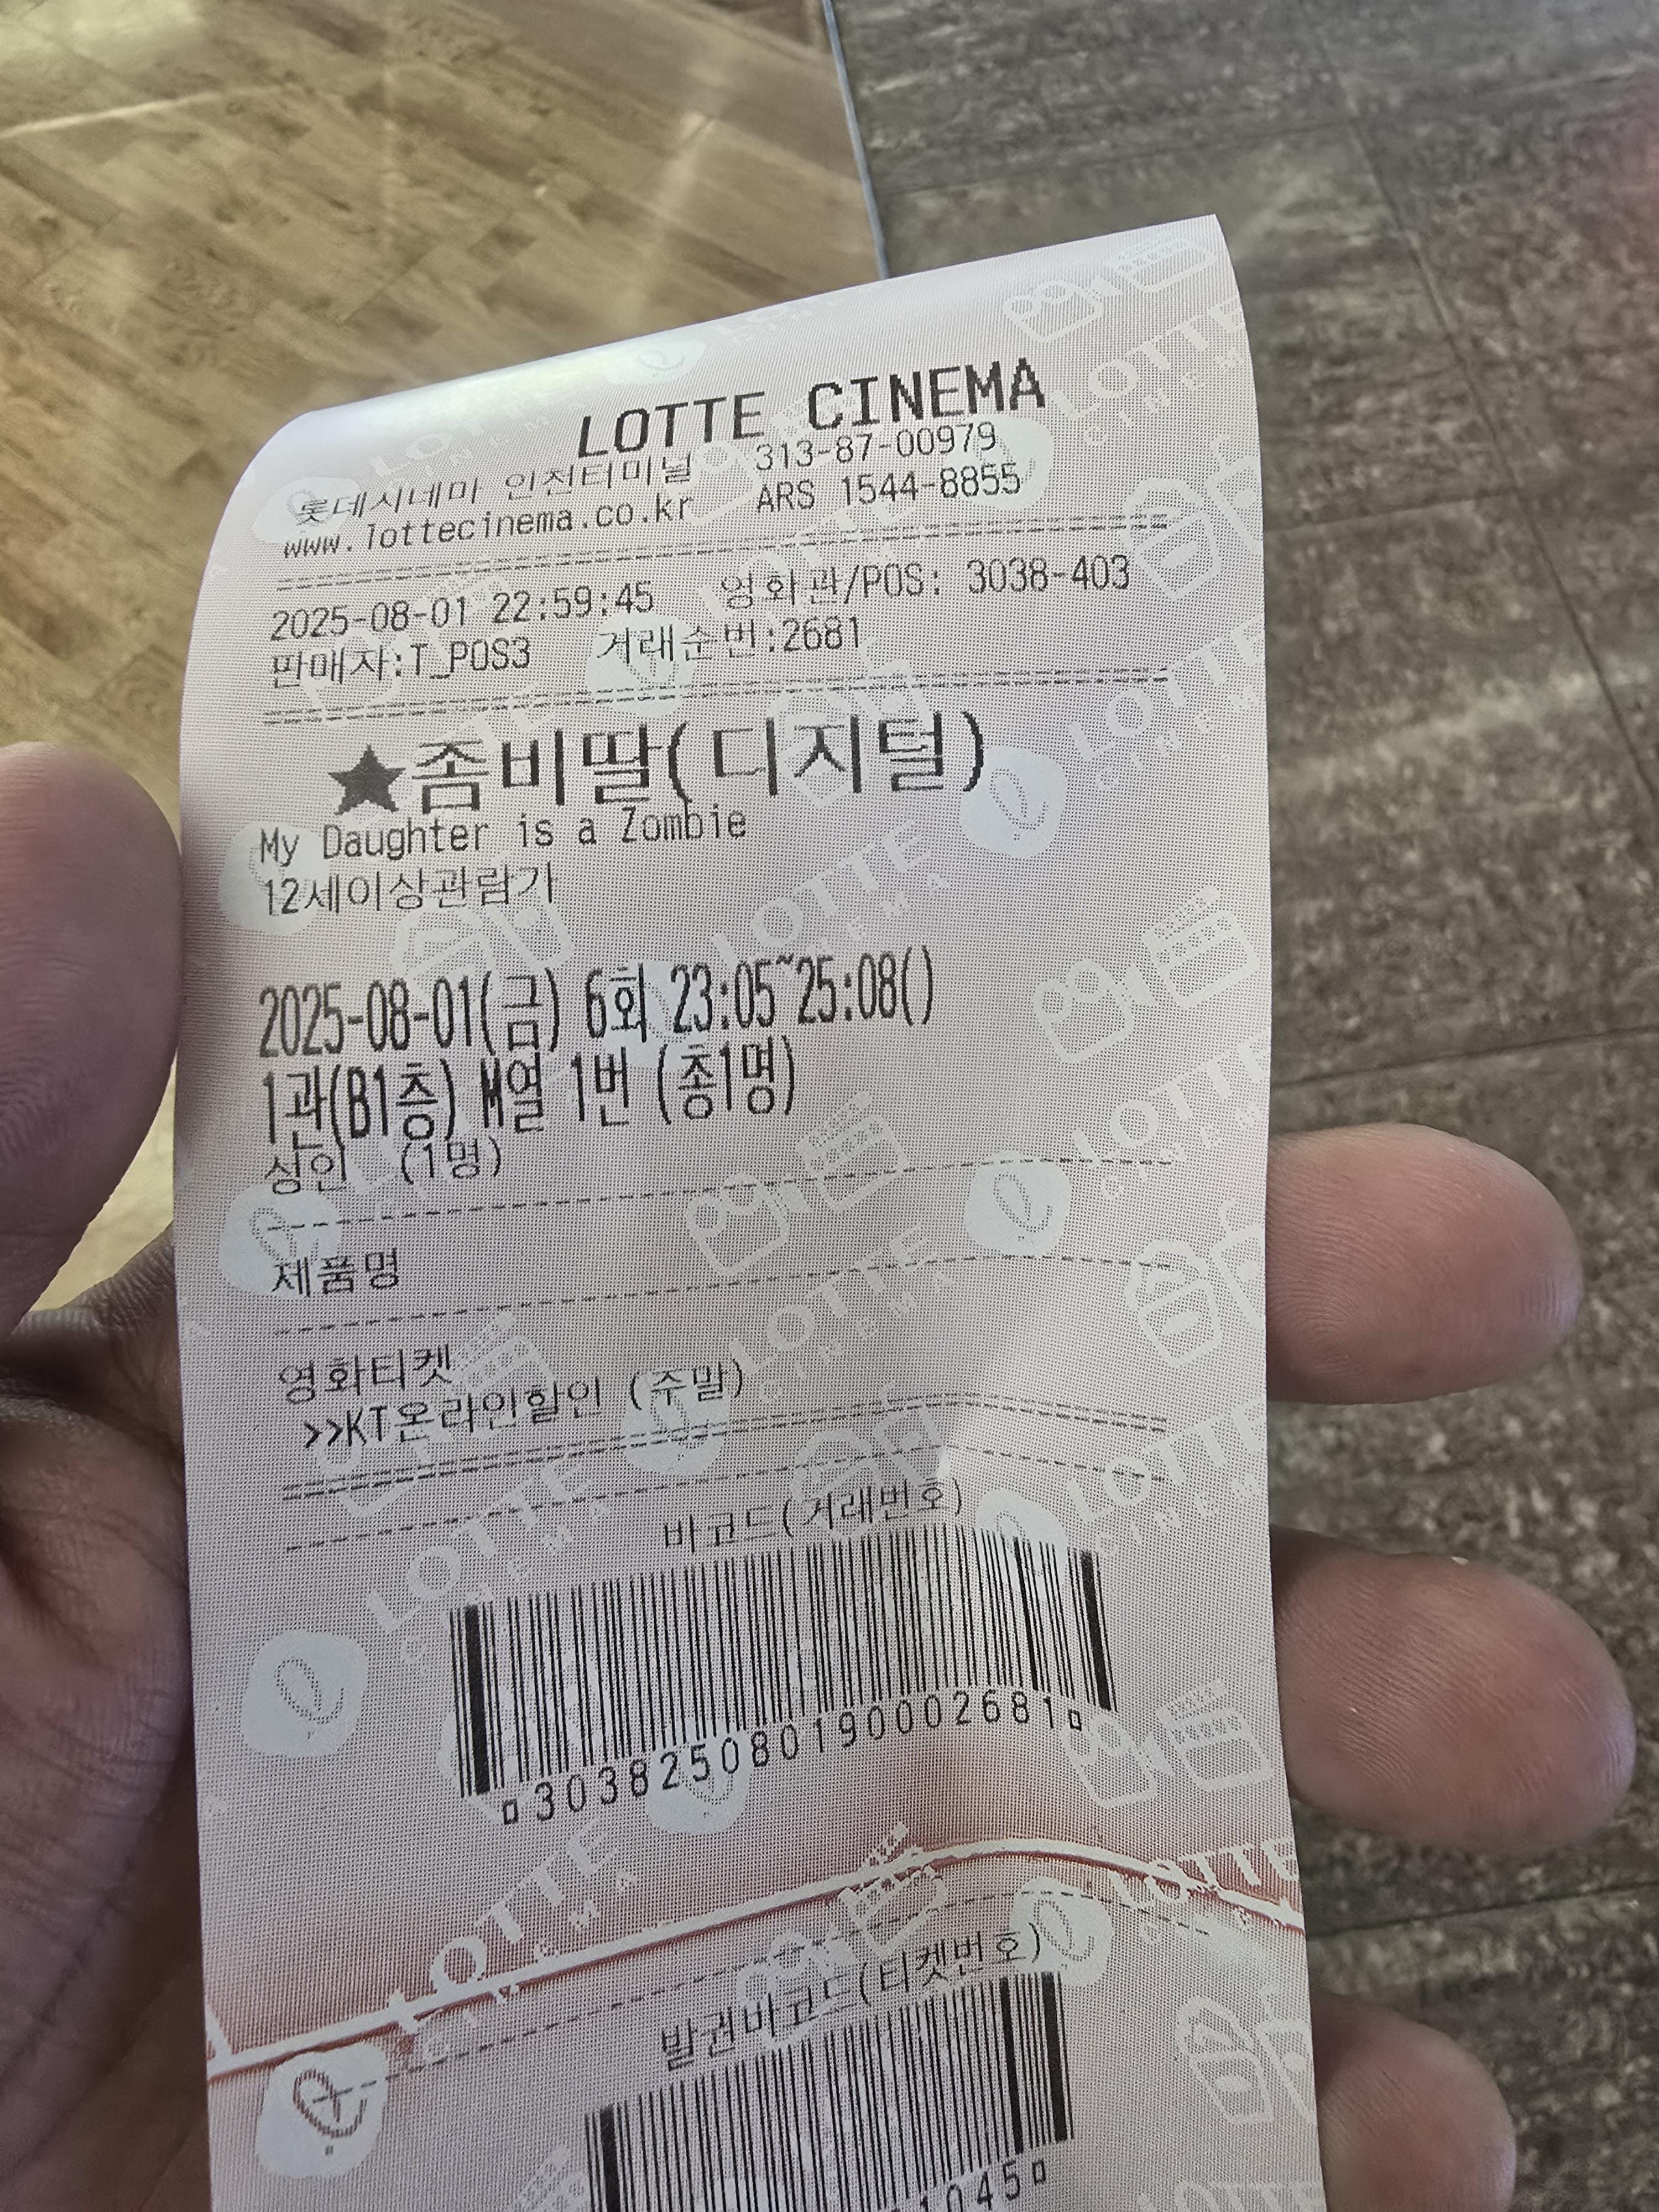 LOTTE CINEMA
롯데시네마 인천터미널 313-87-00979
www.lottecinema.co.kr ARS 1544-8855
2025-08-01 22:59:45 영화관/POS: 3038-403
판매자:T_POS3 거래순번:2681
★좀비딸(디지털)
My Daughter is a Zombie
12세이상관람가
2025-08-01(금) 6회 23:05~25:08()
1관(B1층) M열 1번 (총1명)
성인 (1명)
제품명
영화티켓
>>KT온라인할인 (주말)
바코드(거래번호)
303825080190002681
발권바코드(티켓번호)